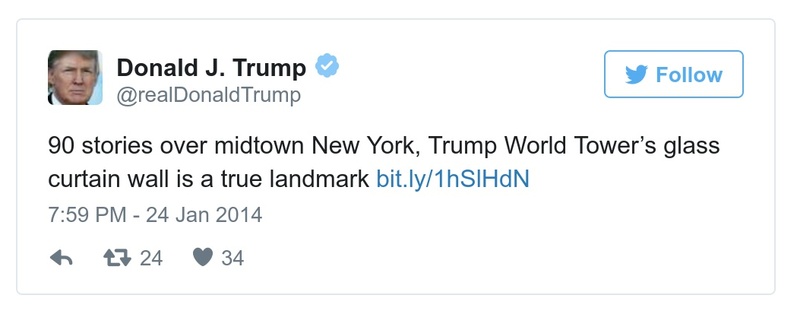 Donald J. Trump
Follow
@realDonaldTrump
90 stories over midtown New York, Trump World Tower’s glass
curtain wall is a true landmark bit.ly/1hSlHdN
7:59 PM - 24 Jan 2014
24 34